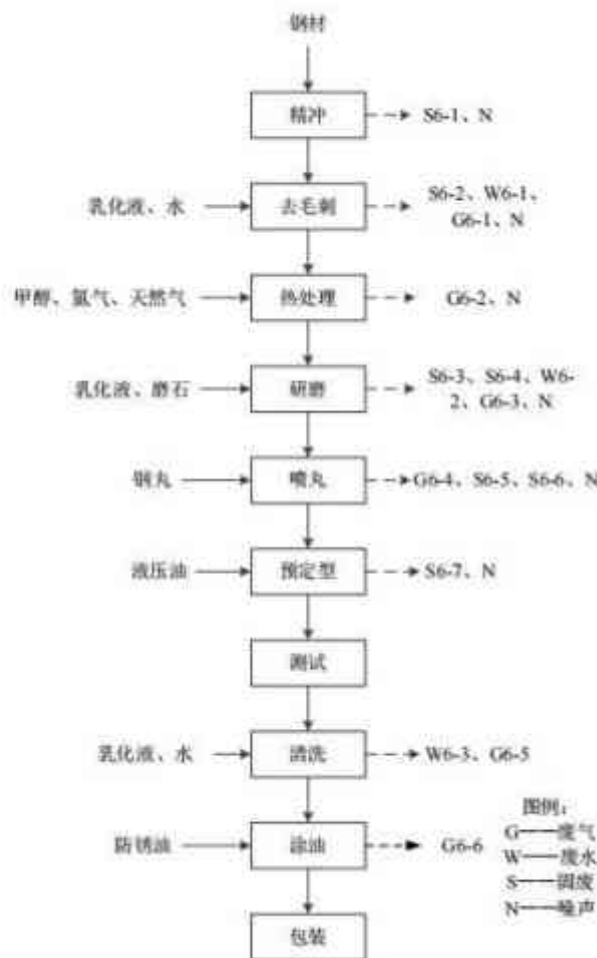 钢材
精冲
S6-1、N
乳化液、水
去毛刺
S6-2、W6-1、
G6-1、N
甲醇、氮气、天然气
热处理
G6-2、N
乳化液、磨石
研磨
S6-3、S6-4、W6-
2、G6-3、N
钢丸
喷丸
G6-4、S6-5、S6-6、N
液压油
预定型
S6-7、N
测试
乳化液、水
清洗
W6-3、G6-5
防锈油
涂油
G6-6
包装
图例：
G——废气
W——废水
S——固废
N——噪声